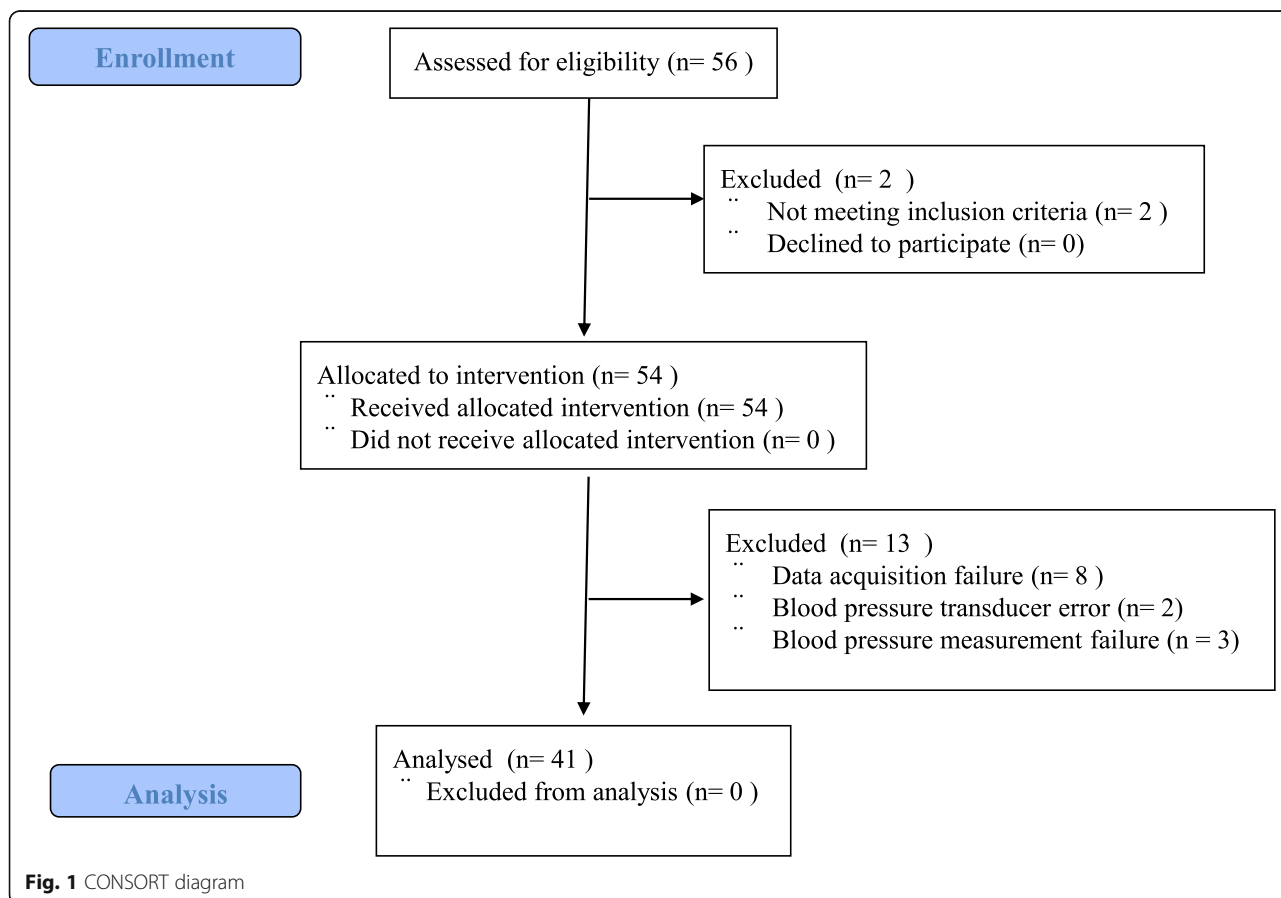 Enrollment
Assessed for eligibility (n= 56 )
Excluded (n= 2 )
¨ Not meeting inclusion criteria (n= 2 )
¨ Declined to participate (n= 0)
Allocated to intervention (n= 54 )
¨ Received allocated intervention (n= 54 )
¨ Did not receive allocated intervention (n= 0 )
Excluded (n= 13 )
¨ Data acquisition failure (n= 8 )
¨ Blood pressure transducer error (n= 2)
¨ Blood pressure measurement failure (n = 3)
Analysed (n= 41 )
¨ Excluded from analysis (n= 0 )
Analysis
Fig. 1 CONSORT diagram